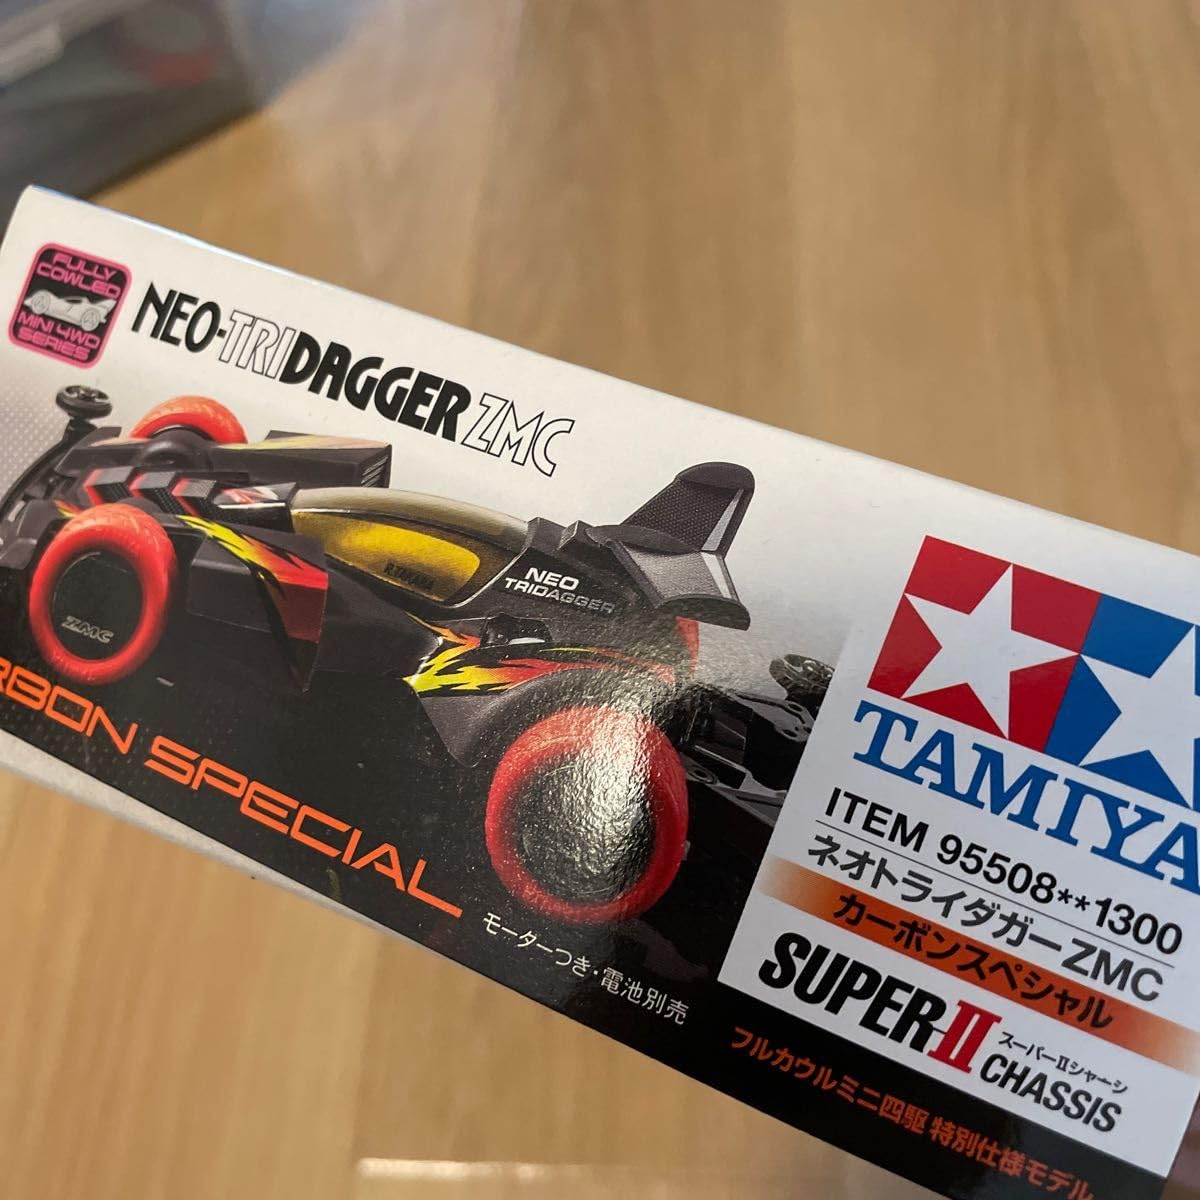 FULLY
COWLED
MINI 4WD
SERIES
NEO-TRIDAGGER ZMC
R.TAKABA
NEO
TRIDAGGER
ZMC
SPECIAL
モーターつき・電池別売
TAMIYA
ITEM 95508**1300
ネオトライダガーZMC
カーボンスペシャル
SUPER-II
スーパーIIシャーシ
CHASSIS
フルカウルミニ四駆 特別仕様モデル